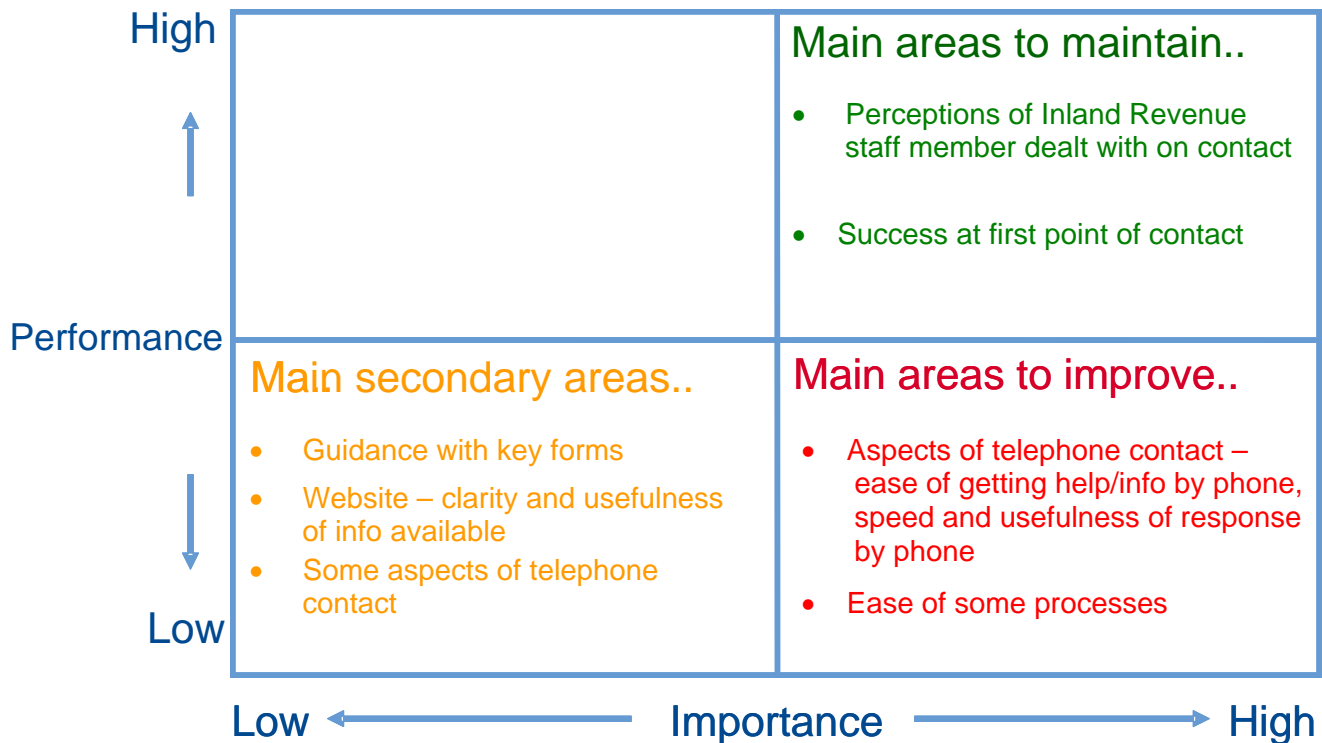 High
Main areas to maintain..
• Perceptions of Inland Revenue
staff member dealt with on contact
• Success at first point of contact
Performance
Main secondary areas..
• Guidance with key forms
• Website – clarity and usefulness
of info available
• Some aspects of telephone
contact
Main areas to improve..
• Aspects of telephone contact –
ease of getting help/info by phone,
speed and usefulness of response
by phone
• Ease of some processes
Low
Low Importance High